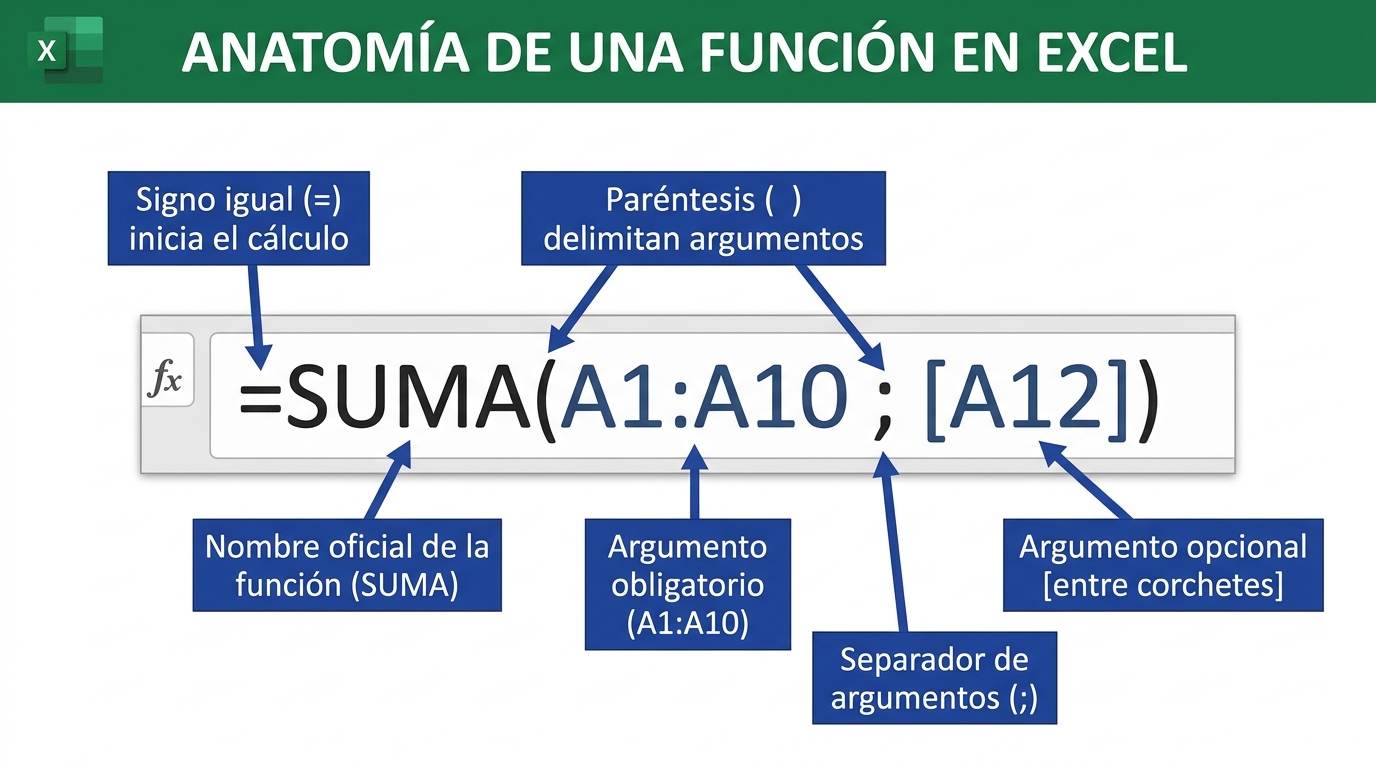 X
ANATOMÍA DE UNA FUNCIÓN EN EXCEL
Signo igual (=)
inicia el cálculo
Paréntesis ( )
delimitan argumentos
fx
=SUMA(A1:A10 ; [A12])
Nombre oficial de la
función (SUMA)
Argumento
obligatorio
(A1:A10)
Argumento opcional
[entre corchetes]
Separador de
argumentos (;)